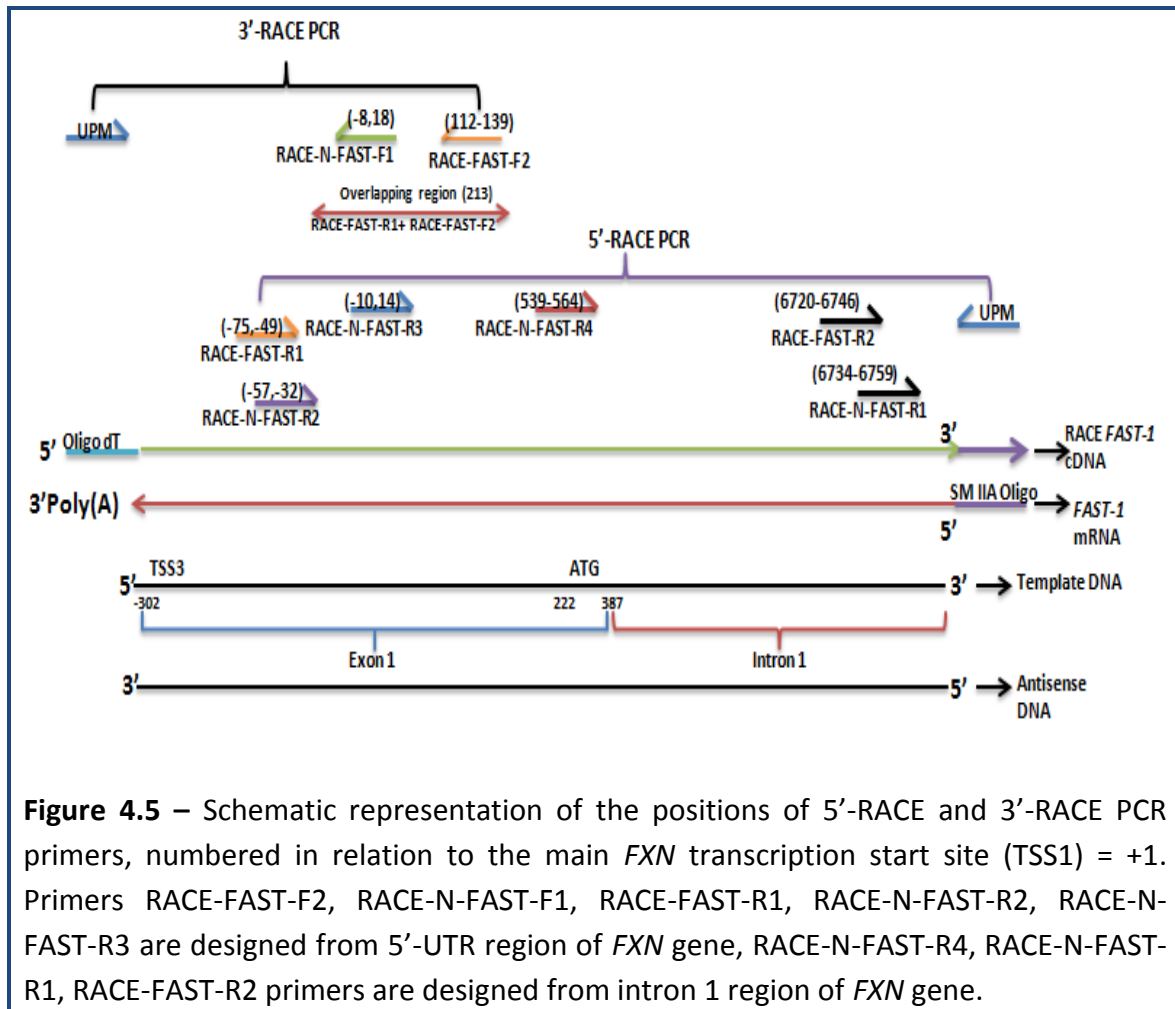 3'-RACE PCR
UPM
(-8,18)
(112-139)
RACE-N-FAST-F1
RACE-FAST-F2
Overlapping region (213)
RACE-FAST-R1+ RACE-FAST-F2
5'-RACE PCR
(-75,-49)
RACE-FAST-R1
(-10,14)
RACE-N-FAST-R3
(539-564)
RACE-N-FAST-R4
(6720-6746)
RACE-FAST-R2
UPM
(-57,-32)
RACE-N-FAST-R2
(6734-6759)
RACE-N-FAST-R1
5' Oligo dT
3'
RACE FAST-1
cDNA
3'Poly(A)
SM IIA Oligo
5'
FAST-1
mRNA
TSS3
ATG
5'
3'
Template DNA
-302
222
387
Exon 1
Intron 1
3'
5'
Antisense
DNA
Figure 4.5 – Schematic representation of the positions of 5'-RACE and 3'-RACE PCR
primers, numbered in relation to the main FXN transcription start site (TSS1) = +1.
Primers RACE-FAST-F2, RACE-N-FAST-F1, RACE-FAST-R1, RACE-N-FAST-R2, RACE-N-
FAST-R3 are designed from 5'-UTR region of FXN gene, RACE-N-FAST-R4, RACE-N-FAST-
R1, RACE-FAST-R2 primers are designed from intron 1 region of FXN gene.